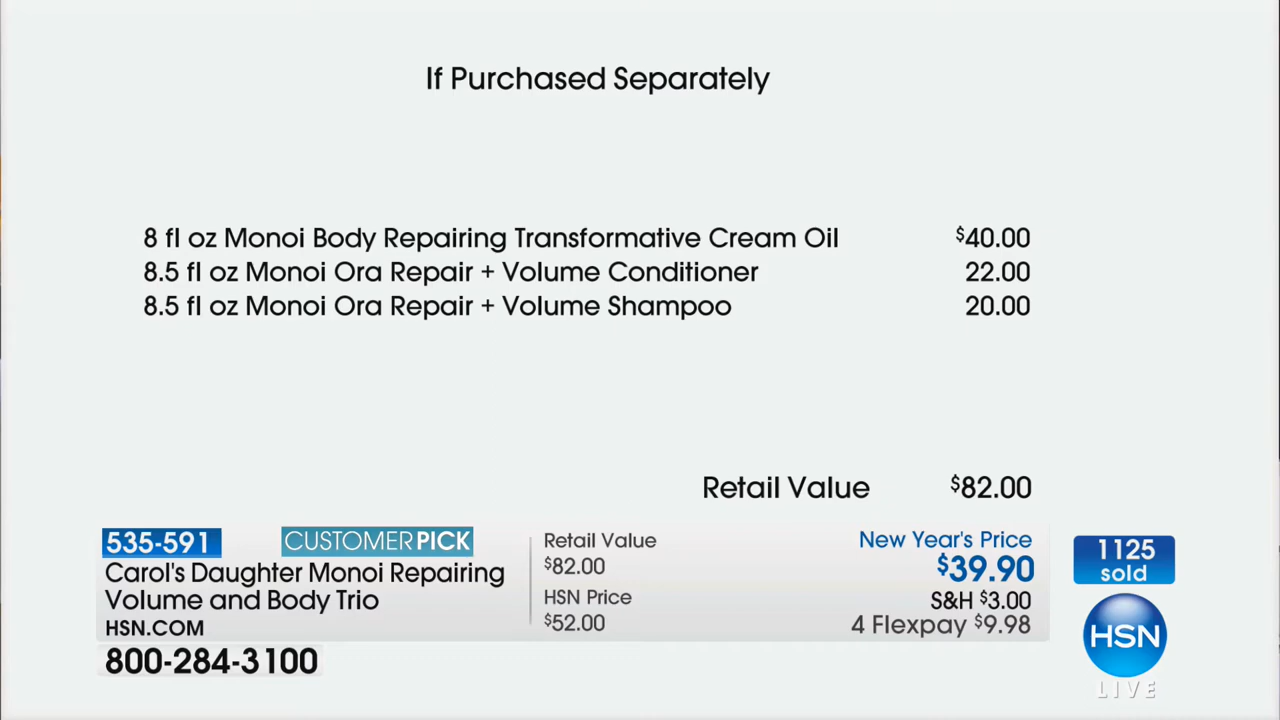 If Purchased Separately
8 fl oz Monoi Body Repairing Transformative Cream Oil $40.00
8.5 fl oz Monoi Ora Repair + Volume Conditioner 22.00
8.5 fl oz Monoi Ora Repair + Volume Shampoo 20.00
Retail Value $82.00
535-591 CUSTOMERPICK
Carol's Daughter Monoi Repairing
Volume and Body Trio
HSN.COM
800-284-3100
Retail Value
$82.00
HSN Price
$52.00
New Year's Price
$39.90
S&H $3.00
4 Flexpay $9.98
1125
sold
HSN
LIVE